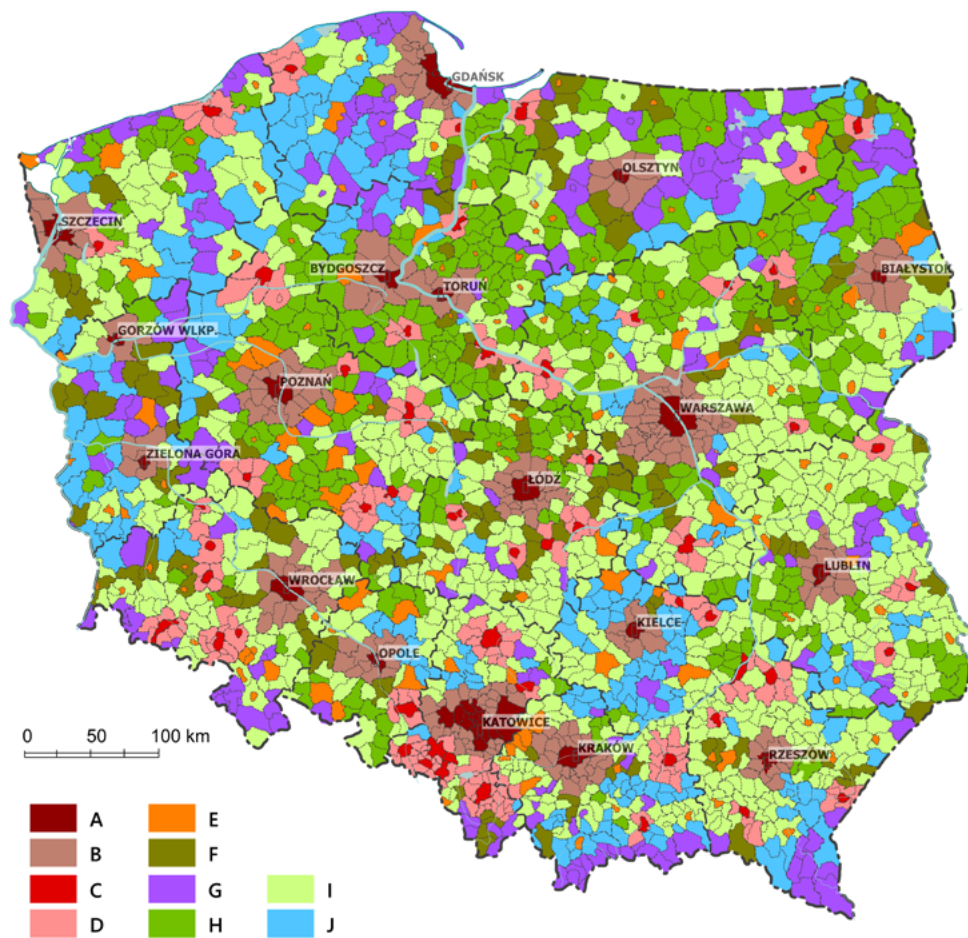 GDAŃSK
OLSZTYN
SZCZECIN
BYDGOSZCZ
BIAŁYSTOK
TORUŃ
GORZÓW WLKP.
POZNAŃ
WARSZAWA
ZIELONA GÓRA
ŁÓDŹ
LUBLIN
WROCŁAW
KIELCE
OPOLE
KATOWICE
KRAKÓW
RZESZÓW
0 50 100 km
A E
B F
C G I
D H J